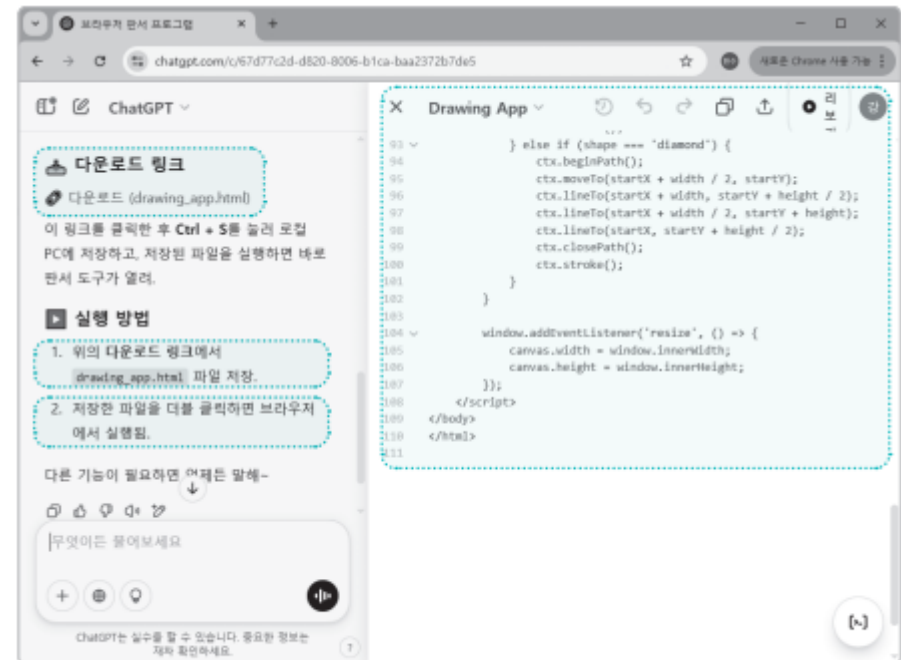 브라우저 판서 프로그램
chatgpt.com/c/67d77c2d-d820-8006-b1ca-baa2372b7de5
새로운 Chrome 사용 가능
ChatGPT
다운로드 링크
다운로드 (drawing_app.html)
이 링크를 클릭한 후 Ctrl + S를 눌러 로컬
PC에 저장하고, 저장된 파일을 실행하면 바로
판서 도구가 열려.
실행 방법
1. 위의 다운로드 링크에서
drawing_app.html 파일 저장.
2. 저장한 파일을 더블 클릭하면 브라우저
에서 실행됨.
다른 기능이 필요하면 언제든 말해~
무엇이든 물어보세요
ChatGPT는 실수를 할 수 있습니다. 중요한 정보는
재차 확인하세요.
?
Drawing App
리
보
강
93 } else if (shape === 'diamond') {
94 ctx.beginPath();
95 ctx.moveTo(startX + width / 2, startY);
96 ctx.lineTo(startX + width, startY + height / 2);
97 ctx.lineTo(startX + width / 2, startY + height);
98 ctx.lineTo(startX, startY + height / 2);
99 ctx.closePath();
100 ctx.stroke();
101 }
102 }
103
104 window.addEventListener('resize', () => {
105 canvas.width = window.innerWidth;
106 canvas.height = window.innerHeight;
107 });
108 </script>
109 </body>
110 </html>
111